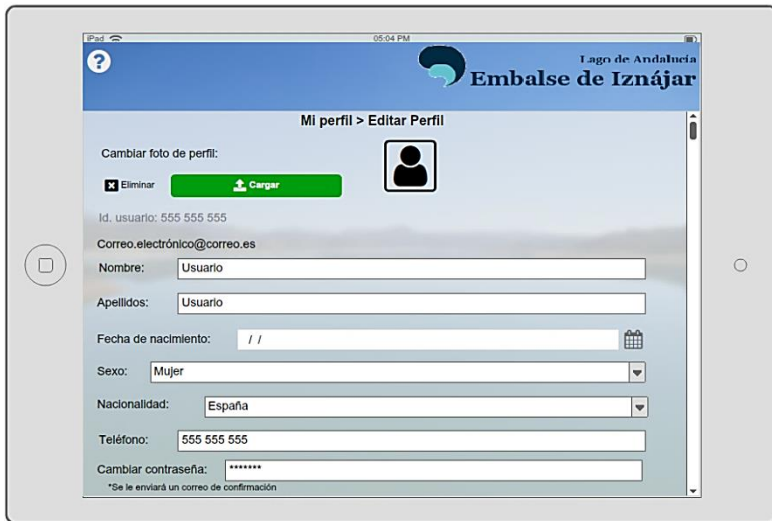 iPad 05:04 PM
?
Lago de Andalucía
Embalse de Iznájar
Mi perfil > Editar Perfil
Cambiar foto de perfil:
Eliminar Cargar
Id. usuario: 555 555 555
Correo.electrónico@correo.es
Nombre: Usuario
Apellidos: Usuario
Fecha de nacimiento: / /
Sexo: Mujer
Nacionalidad: España
Teléfono: 555 555 555
Cambiar contraseña: *******
*Se le enviará un correo de confirmación